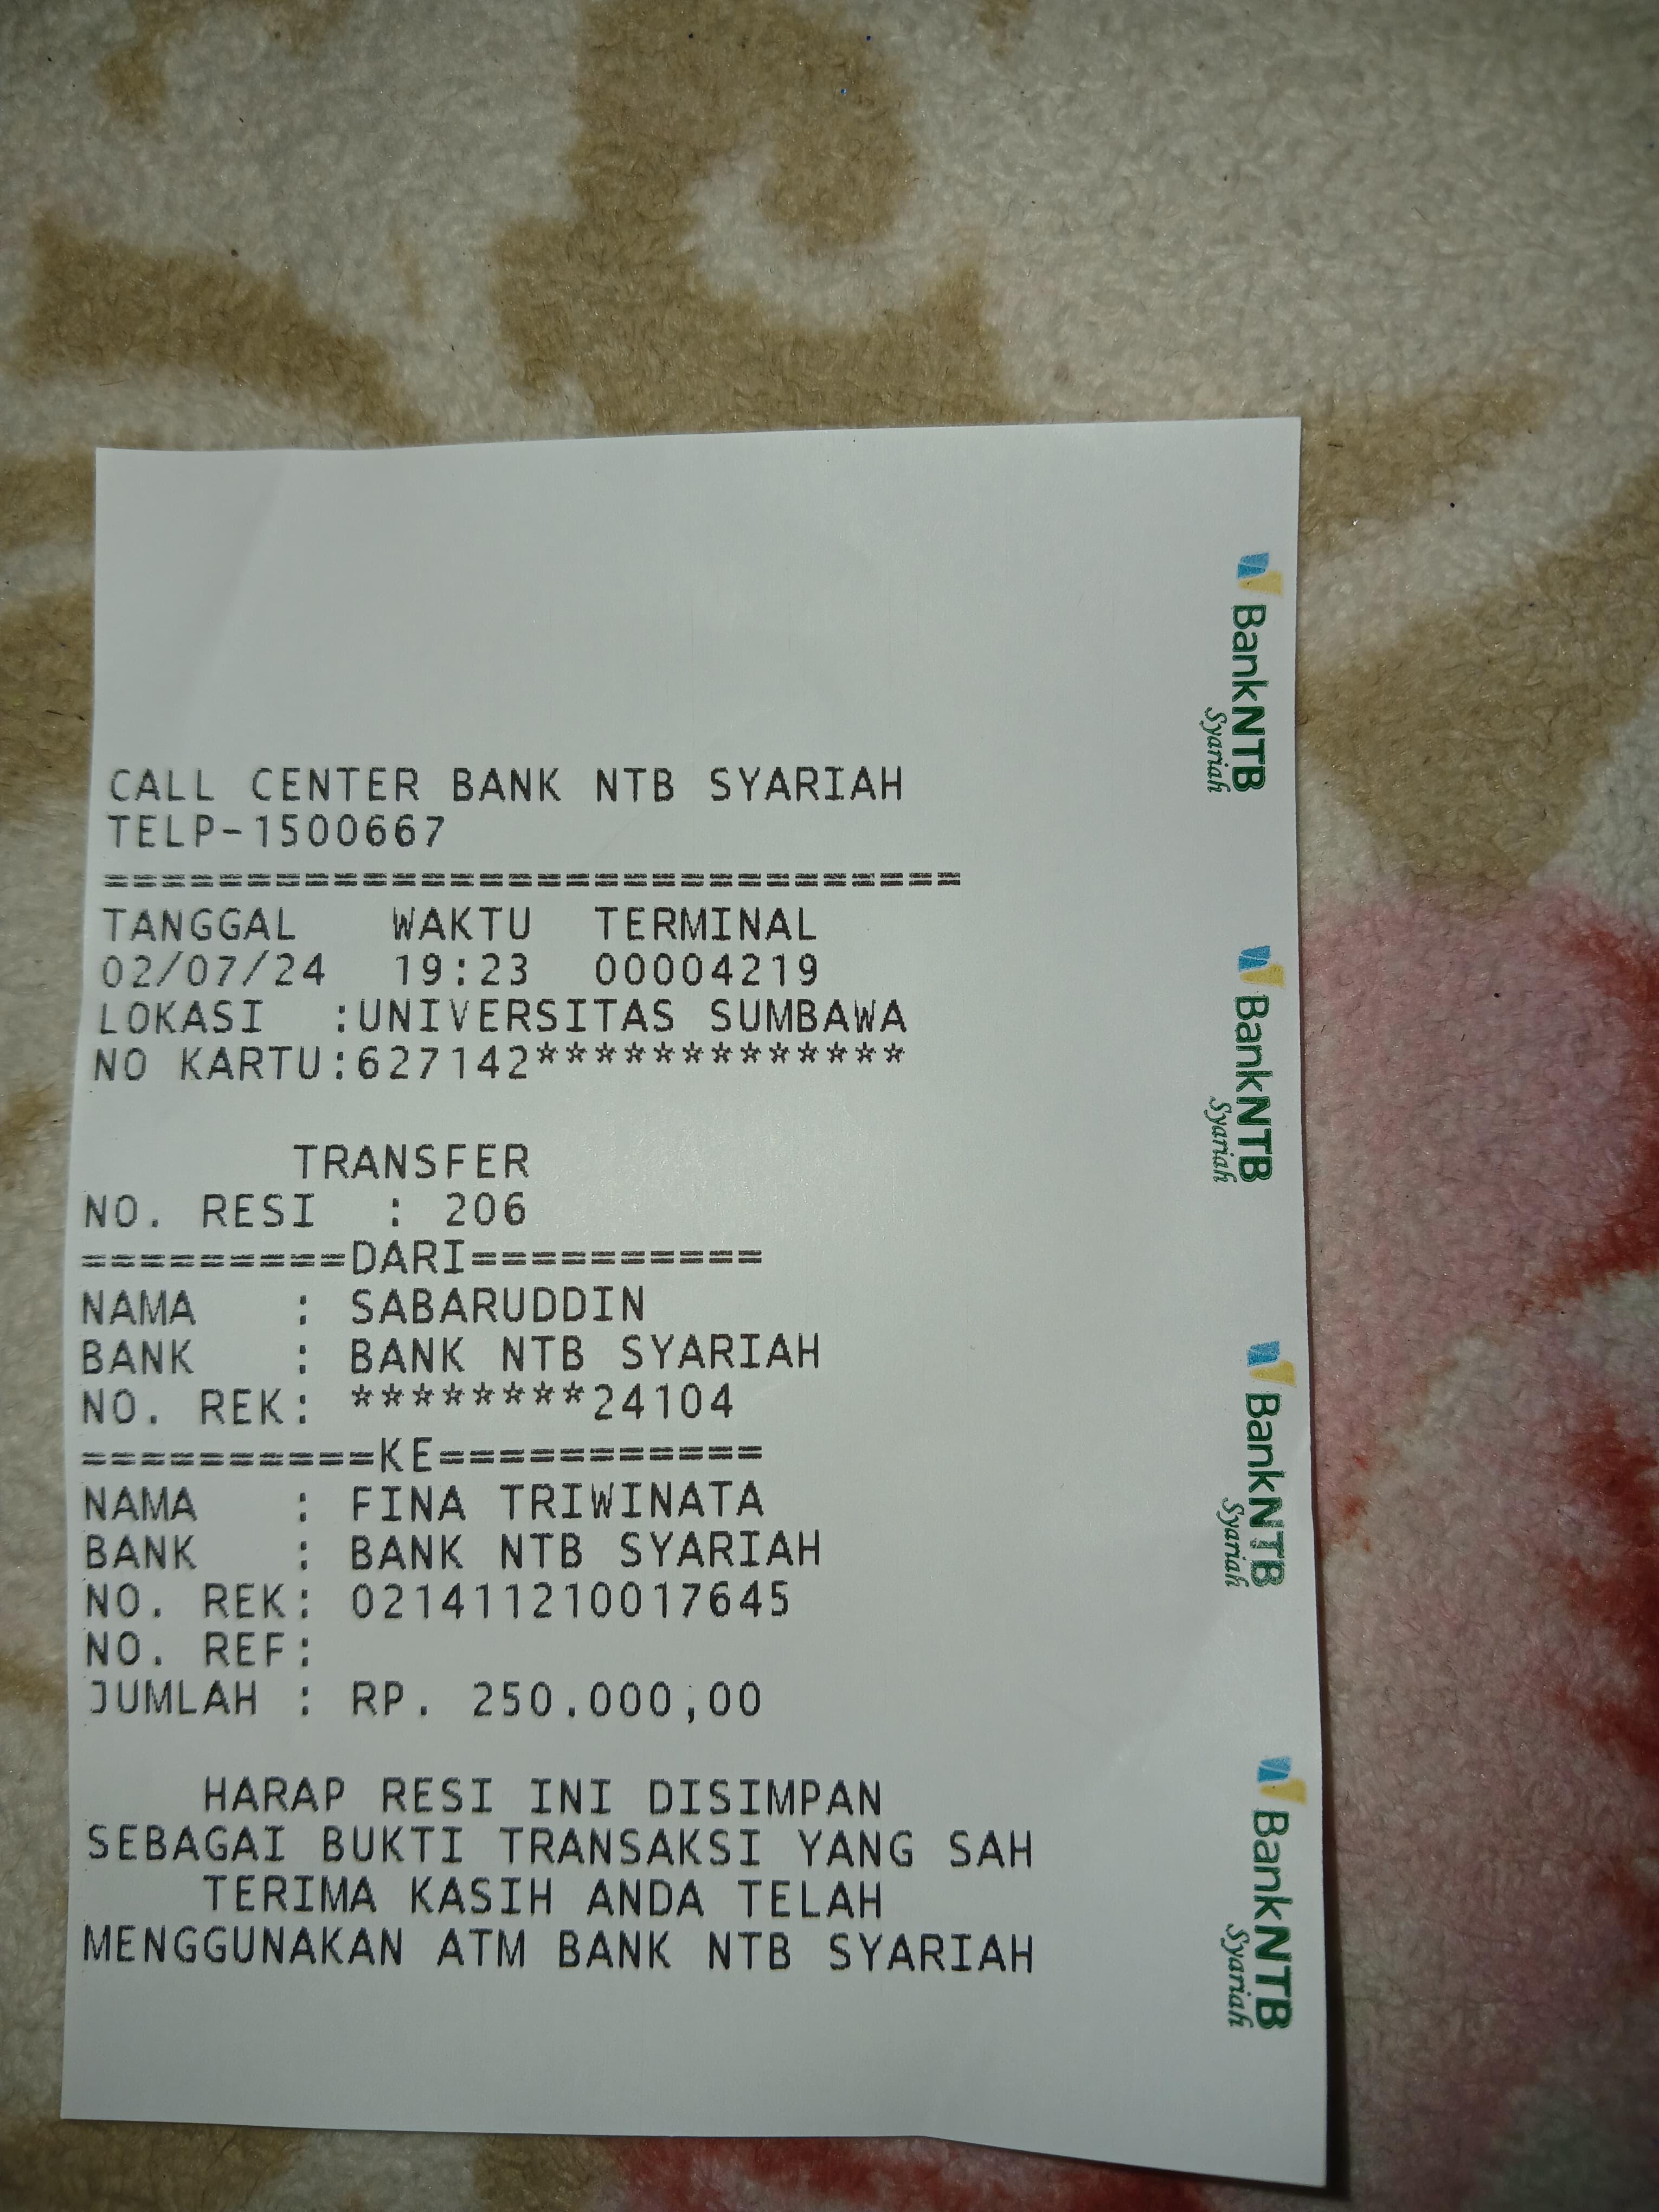 CALL CENTER BANK NTB SYARIAH
TELP-1500667
==============================
TANGGAL   WAKTU  TERMINAL
02/07/24  19:23  00004219
LOKASI  :UNIVERSITAS SUMBAWA
NO KARTU:627142*************
TRANSFER
NO. RESI  : 206
=========DARI==========
NAMA   : SABARUDDIN
BANK   : BANK NTB SYARIAH
NO. REK: ********24104
==========KE===========
NAMA   : FINA TRIWINATA
BANK   : BANK NTB SYARIAH
NO. REK: 021411210017645
NO. REF:
JUMLAH : RP. 250.000,00
HARAP RESI INI DISIMPAN
SEBAGAI BUKTI TRANSAKSI YANG SAH
TERIMA KASIH ANDA TELAH
MENGGUNAKAN ATM BANK NTB SYARIAH
BankNTB
Syariah
BankNTB
Syariah
BankNTB
Syariah
BankNTB
Syariah